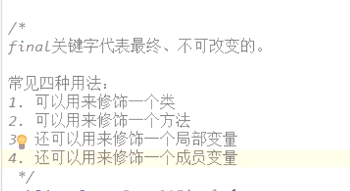 /*
final关键字代表最终、不可改变的。
常见四种用法：
1. 可以用来修饰一个类
2. 可以用来修饰一个方法
3. 还可以用来修饰一个局部变量
4. 还可以用来修饰一个成员变量
*/